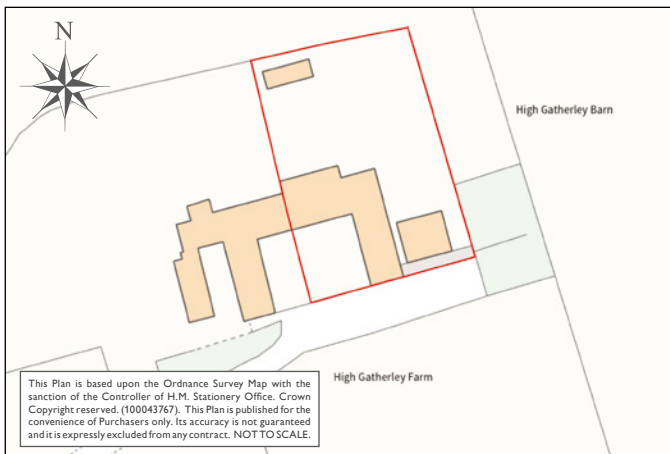 N
High Gatherley Barn
High Gatherley Farm
This Plan is based upon the Ordnance Survey Map with the
sanction of the Controller of H.M. Stationery Office. Crown
Copyright reserved. (100043767). This Plan is published for the
convenience of Purchasers only. Its accuracy is not guaranteed
and it is expressly excluded from any contract. NOT TO SCALE.